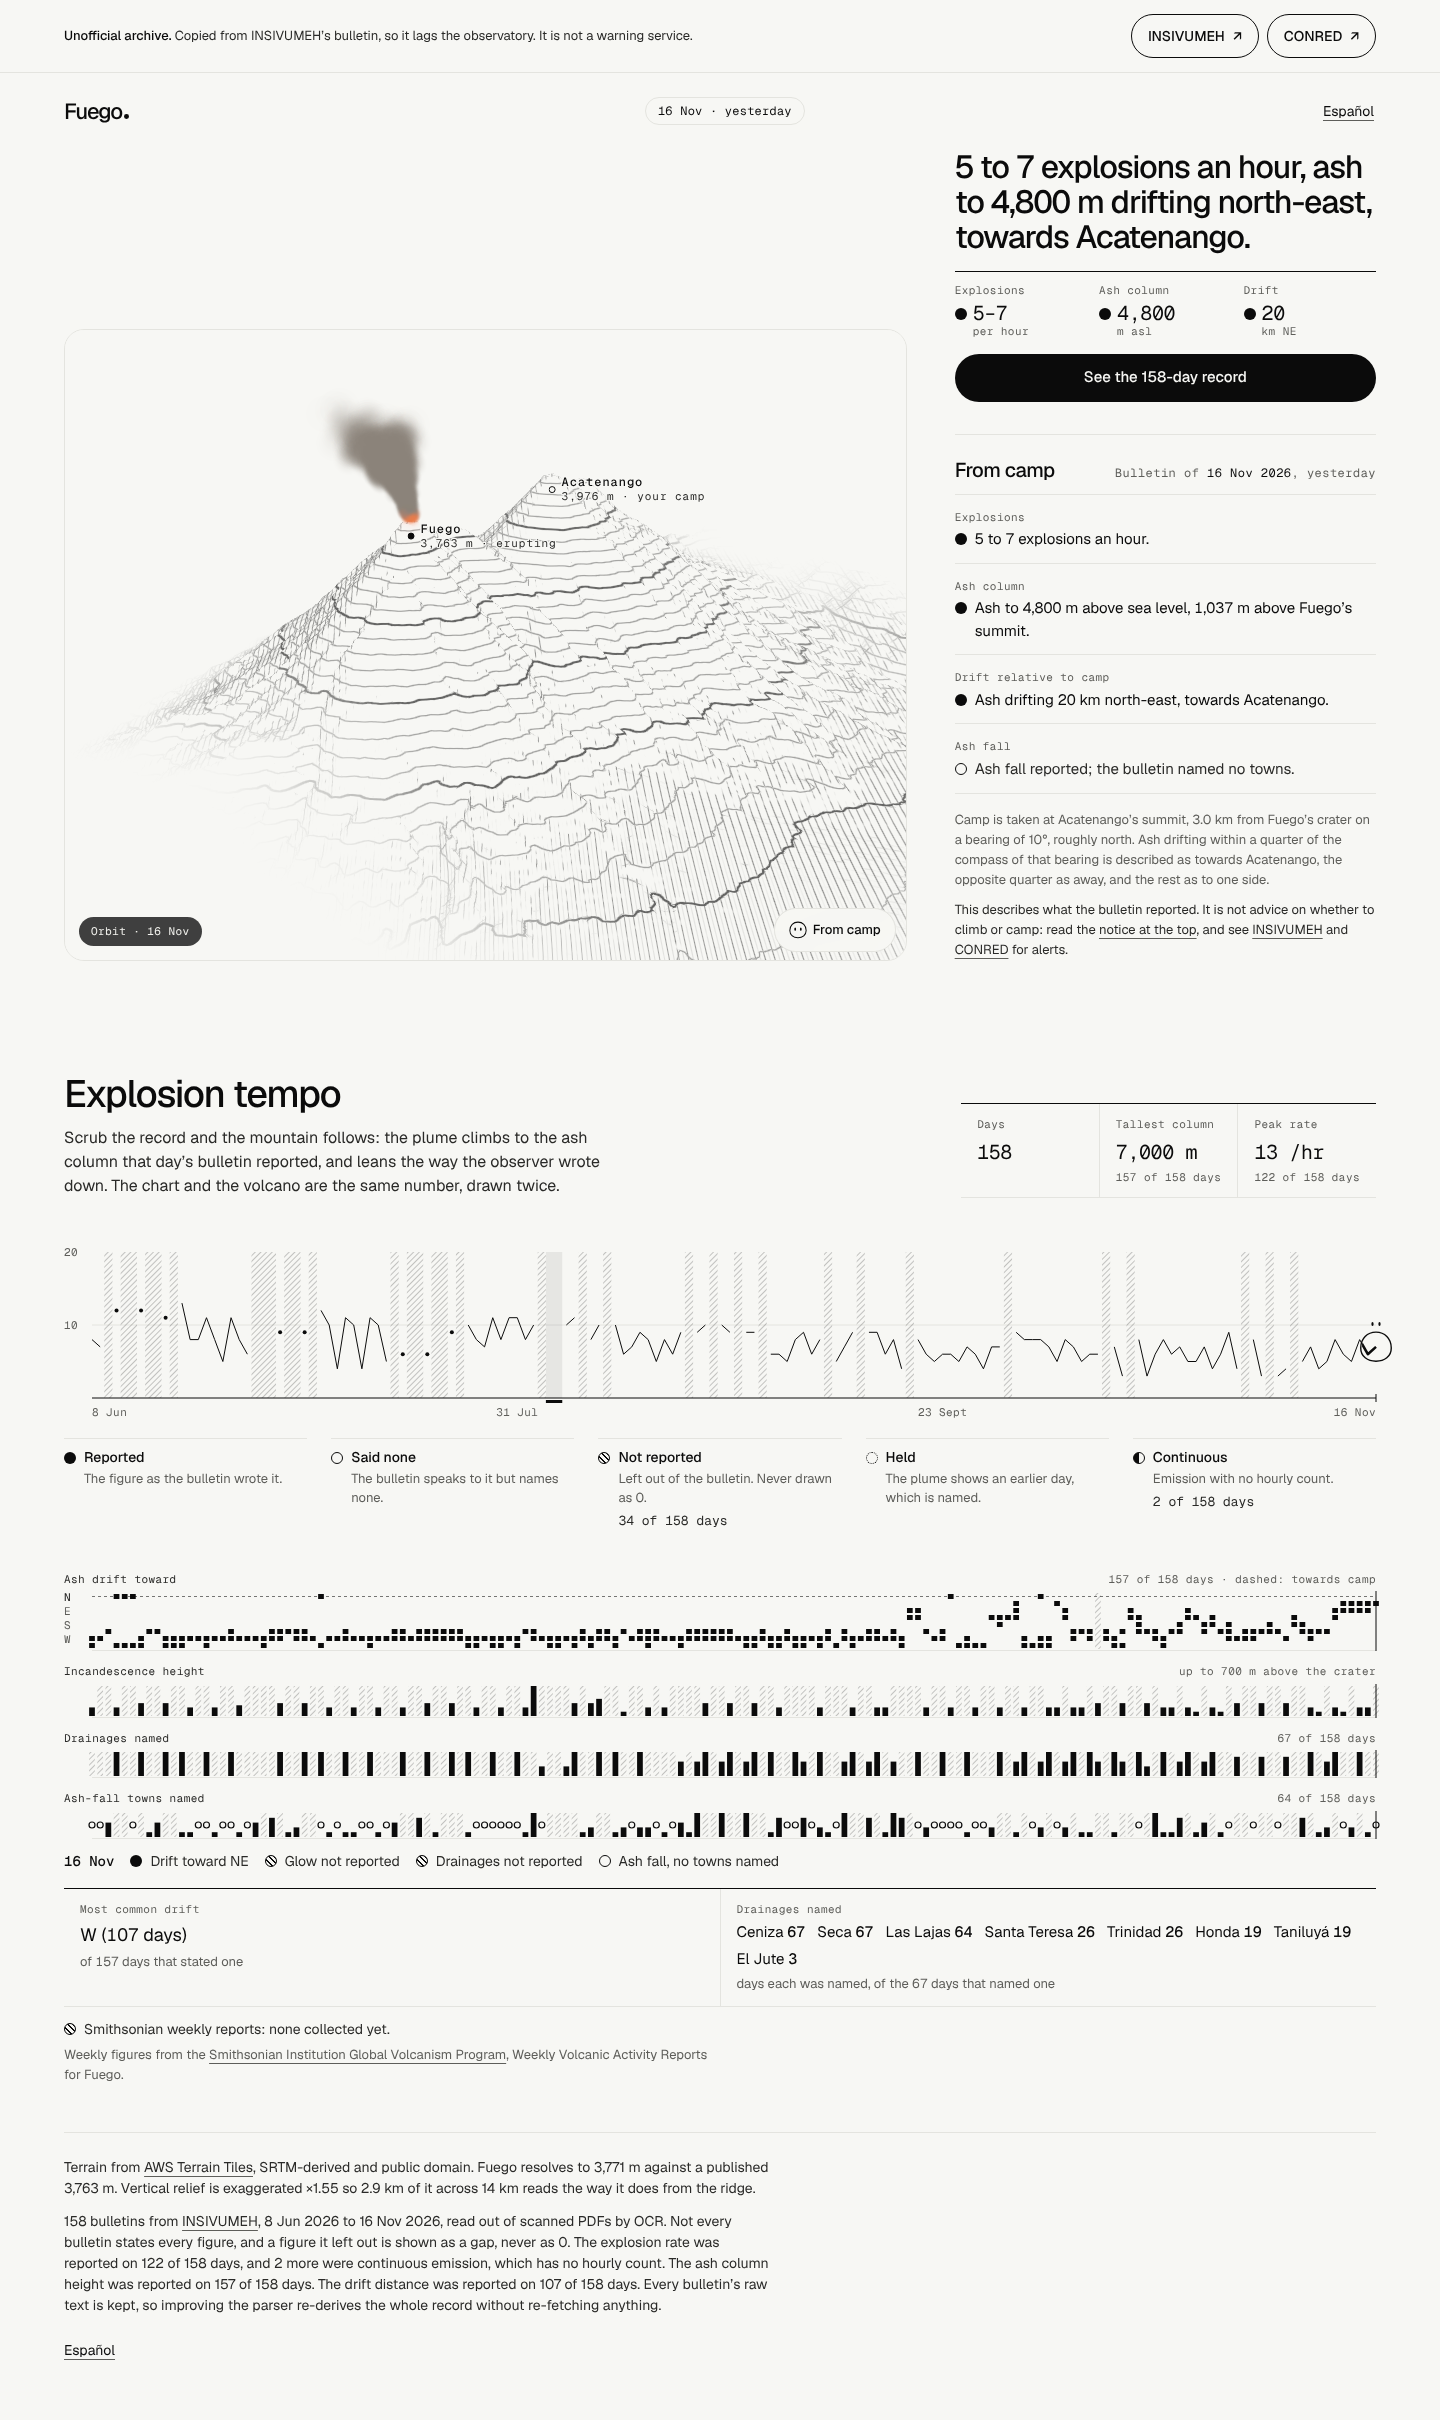 Unofficial archive. Copied from INSIVUMEH’s bulletin, so it lags the observatory. It is not a warning service.
INSIVUMEH ↗
CONRED ↗
Fuego.
16 Nov · yesterday
Español
5 to 7 explosions an hour, ash
to 4,800 m drifting north-east,
towards Acatenango.
Explosions
5–7
per hour
Ash column
4,800
m asl
Drift
20
km NE
See the 158-day record
Acatenango
3,976 m · your camp
Fuego
3,763 m · erupting
Orbit · 16 Nov
From camp
From camp
Bulletin of 16 Nov 2026, yesterday
Explosions
5 to 7 explosions an hour.
Ash column
Ash to 4,800 m above sea level, 1,037 m above Fuego’s
summit.
Drift relative to camp
Ash drifting 20 km north-east, towards Acatenango.
Ash fall
Ash fall reported; the bulletin named no towns.
Camp is taken at Acatenango’s summit, 3.0 km from Fuego’s crater on
a bearing of 10°, roughly north. Ash drifting within a quarter of the
compass of that bearing is described as towards Acatenango, the
opposite quarter as away, and the rest as to one side.
This describes what the bulletin reported. It is not advice on whether to
climb or camp: read the notice at the top, and see INSIVUMEH and
CONRED for alerts.
Explosion tempo
Scrub the record and the mountain follows: the plume climbs to the ash
column that day’s bulletin reported, and leans the way the observer wrote
down. The chart and the volcano are the same number, drawn twice.
Days
158
Tallest column
7,000 m
157 of 158 days
Peak rate
13 /hr
122 of 158 days
20
10
8 Jun
31 Jul
23 Sept
16 Nov
Reported
The figure as the bulletin wrote it.
Said none
The bulletin speaks to it but names
none.
Not reported
Left out of the bulletin. Never drawn
as 0.
34 of 158 days
Held
The plume shows an earlier day,
which is named.
Continuous
Emission with no hourly count.
2 of 158 days
Ash drift toward
157 of 158 days · dashed: towards camp
N
E
S
W
Incandescence height
up to 700 m above the crater
Drainages named
67 of 158 days
Ash-fall towns named
64 of 158 days
16 Nov
Drift toward NE
Glow not reported
Drainages not reported
Ash fall, no towns named
Most common drift
W (107 days)
of 157 days that stated one
Drainages named
Ceniza 67 Seca 67 Las Lajas 64 Santa Teresa 26 Trinidad 26 Honda 19 Taniluyá 19
El Jute 3
days each was named, of the 67 days that named one
Smithsonian weekly reports: none collected yet.
Weekly figures from the Smithsonian Institution Global Volcanism Program, Weekly Volcanic Activity Reports
for Fuego.
Terrain from AWS Terrain Tiles, SRTM-derived and public domain. Fuego resolves to 3,771 m against a published
3,763 m. Vertical relief is exaggerated ×1.55 so 2.9 km of it across 14 km reads the way it does from the ridge.
158 bulletins from INSIVUMEH, 8 Jun 2026 to 16 Nov 2026, read out of scanned PDFs by OCR. Not every
bulletin states every figure, and a figure it left out is shown as a gap, never as 0. The explosion rate was
reported on 122 of 158 days, and 2 more were continuous emission, which has no hourly count. The ash column
height was reported on 157 of 158 days. The drift distance was reported on 107 of 158 days. Every bulletin’s raw
text is kept, so improving the parser re-derives the whole record without re-fetching anything.
Español